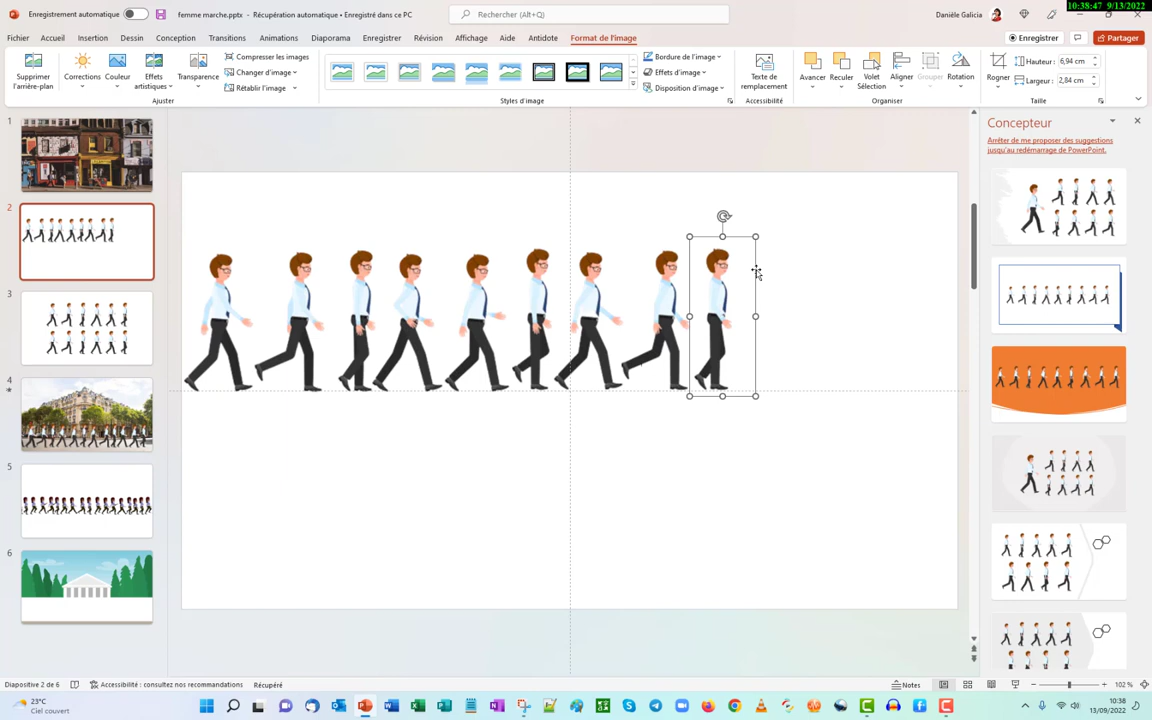 10:38:47 9/13/2022
Enregistrement automatique
femme marche.pptx - Récupération automatique • Enregistré dans ce PC
Rechercher (Alt+Q)
Danièle Galicia
Fichier Accueil Insertion Dessin Conception Transitions Animations Diaporama Enregistrer Révision Affichage Aide Antidote Format de l'image
Enregistrer
Partager
Supprimer l'arrière-plan
Corrections
Couleur
Effets artistiques
Transparence
Compresser les images
Changer d'image
Rétablir l'image
Ajuster
Styles d'image
Bordure de l'image
Effets d'image
Disposition d'image
Texte de remplacement
Accessibilité
Avancer
Reculer
Volet Sélection
Aligner
Grouper
Rotation
Organiser
Rogner
Hauteur : 6,94 cm
Largeur : 2,84 cm
Taille
1
2
3
4
5
6
Concepteur
Arrêter de me proposer des suggestions
jusqu'au redémarrage de PowerPoint.
Diapositive 2 de 6
Accessibilité : consultez nos recommandations
Récupéré
Notes
102 %
23°C
Ciel couvert
10:38
13/09/2022